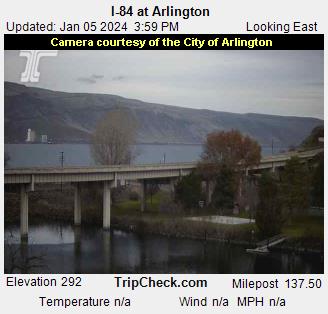 I-84 at Arlington
Updated: Jan 05 2024 3:59 PM Looking East
Camera courtesy of the City of Arlington
Elevation 292 TripCheck.com Milepost 137.50
Temperature n/a Wind n/a MPH n/a